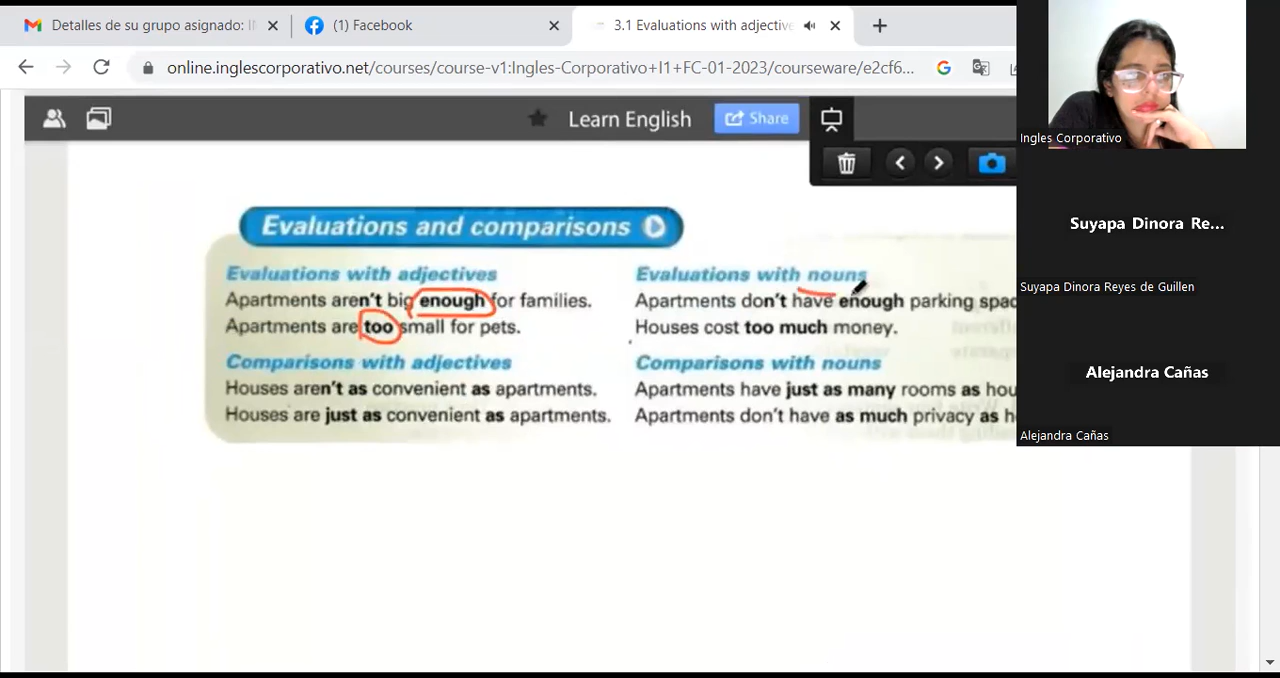 Detalles de su grupo asignado: I
(1) Facebook
3.1 Evaluations with adjective
online.inglescorporativo.net/courses/course-v1:Ingles-Corporativo+I1+FC-01-2023/courseware/e2cf6...
Learn English
Share
Evaluations and comparisons
Evaluations with adjectives
Apartments aren't big enough for families.
Apartments are too small for pets.
Comparisons with adjectives
Houses aren't as convenient as apartments.
Houses are just as convenient as apartments.
Evaluations with nouns
Apartments don't have enough parking spac
Houses cost too much money.
Comparisons with nouns
Apartments have just as many rooms as hou
Apartments don't have as much privacy as h
Ingles Corporativo
Suyapa Dinora Re...
Suyapa Dinora Reyes de Guillen
Alejandra Cañas
Alejandra Cañas